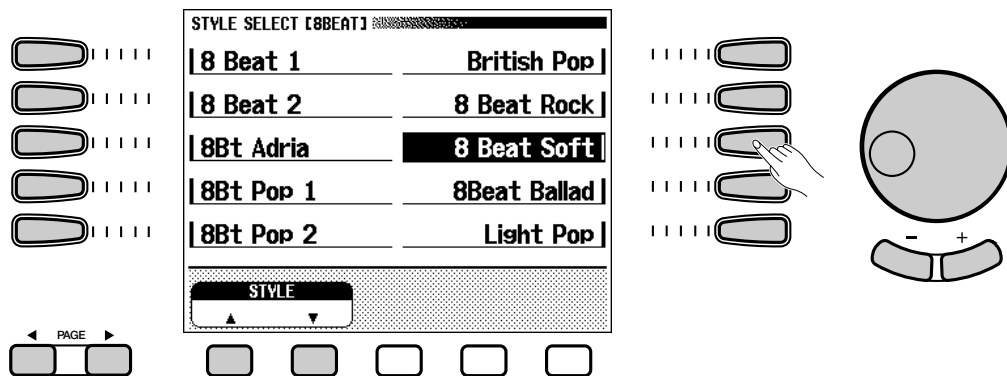 STYLE SELECT [8BEAT]
8 Beat 1
British Pop
8 Beat 2
8 Beat Rock
8Bt Adria
8 Beat Soft
8Bt Pop 1
8Beat Ballad
8Bt Pop 2
Light Pop
STYLE
▲ ▼
◀ PAGE ▶
− +